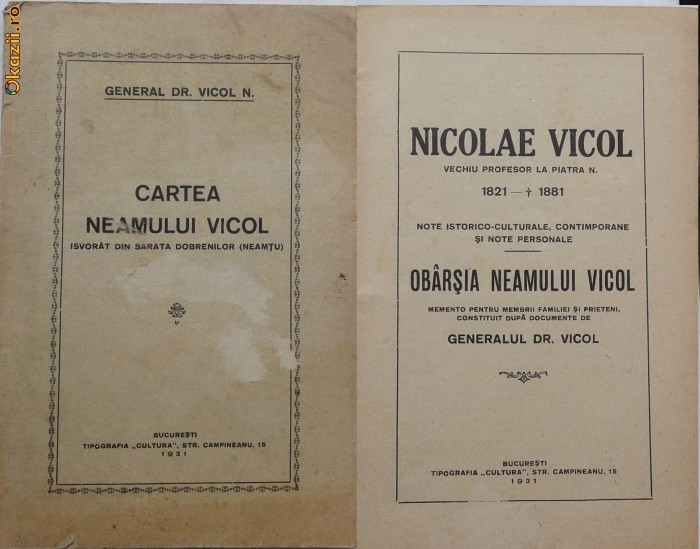 Okazii.ro
GENERAL DR. VICOL N.
CARTEA
NEAMULUI VICOL
ISVORÂT DIN SARATA DOBRENILOR (NEAMȚU)
BUCUREȘTI
TIPOGRAFIA „CULTURA", STR. CAMPINEANU, 15
1931
NICOLAE VICOL
VECHIU PROFESOR LA PIATRA N.
1821 — † 1881
NOTE ISTORICO-CULTURALE, CONTIMPORANE
ȘI NOTE PERSONALE
OBÂRȘIA NEAMULUI VICOL
MEMENTO PENTRU MEMBRII FAMILIEI ȘI PRIETENI,
CONSTITUIT DUPĂ DOCUMENTE DE
GENERALUL DR. VICOL
BUCUREȘTI
TIPOGRAFIA „CULTURA", STR. CAMPINEANU, 15
1931